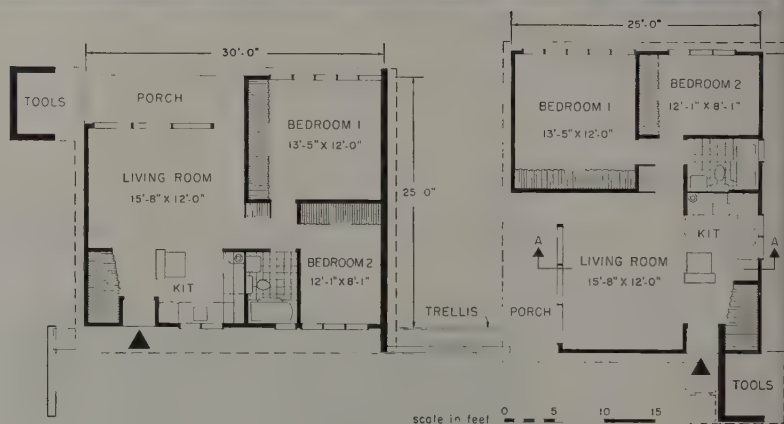 30'-0"
TOOLS
PORCH
BEDROOM 1
13'-5" X 12'-0"
LIVING ROOM
15'-8" X 12'-0"
25'-0"
KIT
BEDROOM 2
12'-1" X 8'-1"
TRELLIS
25'-0"
BEDROOM 1
13'-5" X 12'-0"
BEDROOM 2
12'-1" X 8'-1"
KIT
A
A
LIVING ROOM
15'-8" X 12'-0"
PORCH
TOOLS
scale in feet 0 5 10 15